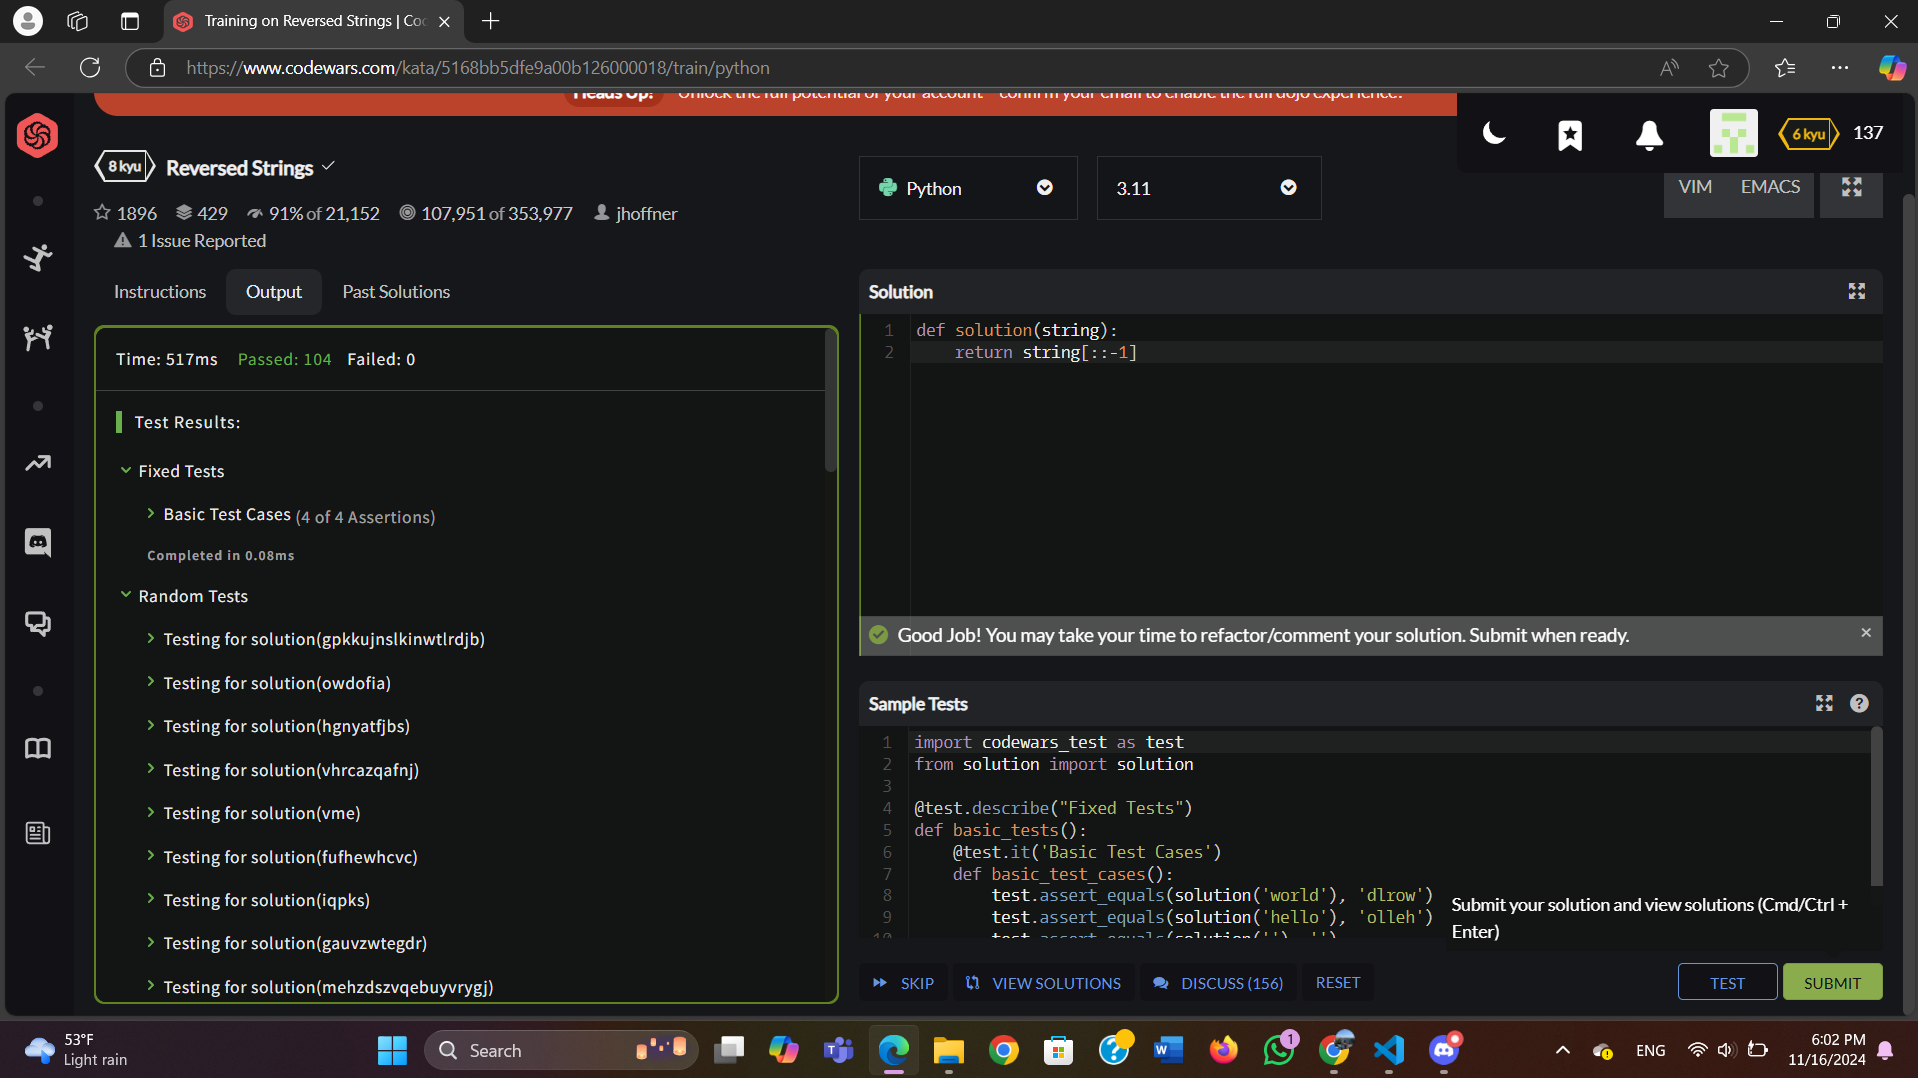 Training on Reversed Strings | Co
https://www.codewars.com/kata/5168bb5dfe9a00b126000018/train/python
Heads Up! Unlock the full potential of your account - confirm your email to enable the full dojo experience.
6 kyu 137
8 kyu Reversed Strings
1896 429 91% of 21,152 107,951 of 353,977 jhoffner
1 Issue Reported
Python 3.11
VIM EMACS
Instructions Output Past Solutions
Time: 517ms Passed: 104 Failed: 0
Test Results:
Fixed Tests
Basic Test Cases (4 of 4 Assertions)
Completed in 0.08ms
Random Tests
Testing for solution(gpkkujnslkinwtlrdjb)
Testing for solution(owdofia)
Testing for solution(hgnyatfjbs)
Testing for solution(vhrcazqafnj)
Testing for solution(vme)
Testing for solution(fufhewhcvc)
Testing for solution(iqpks)
Testing for solution(gauvzwtegdr)
Testing for solution(mehzdszvqebuyvrygj)
Solution
1 def solution(string):
2 return string[::-1]
Good Job! You may take your time to refactor/comment your solution. Submit when ready.
Sample Tests
1 import codewars_test as test
2 from solution import solution
3
4 @test.describe("Fixed Tests")
5 def basic_tests():
6 @test.it('Basic Test Cases')
7 def basic_test_cases():
8 test.assert_equals(solution('world'), 'dlrow')
9 test.assert_equals(solution('hello'), 'olleh')
10 test.assert_equals(solution(''), '')
Submit your solution and view solutions (Cmd/Ctrl +
Enter)
SKIP VIEW SOLUTIONS DISCUSS (156) RESET
TEST SUBMIT
53°F
Light rain
Search
1
ENG
6:02 PM
11/16/2024